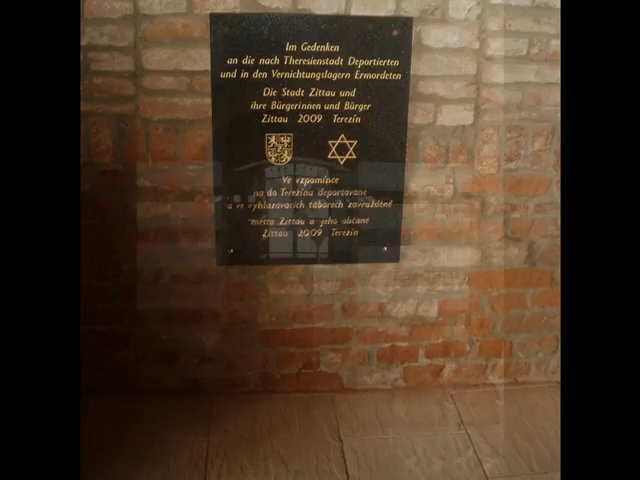 Im Gedenken
an die nach Theresienstadt Deportierten
und in den Vernichtungslagern Ermordeten
Die Stadt Zittau und
ihre Bürgerinnen und Bürger
Zittau 2009 Terezín
Ve vzpomínce
na do Terezína deportované
a ve vyhlazovacích táborech zavražděné
město Zittau a jeho občané
Zittau 2009 Terezín